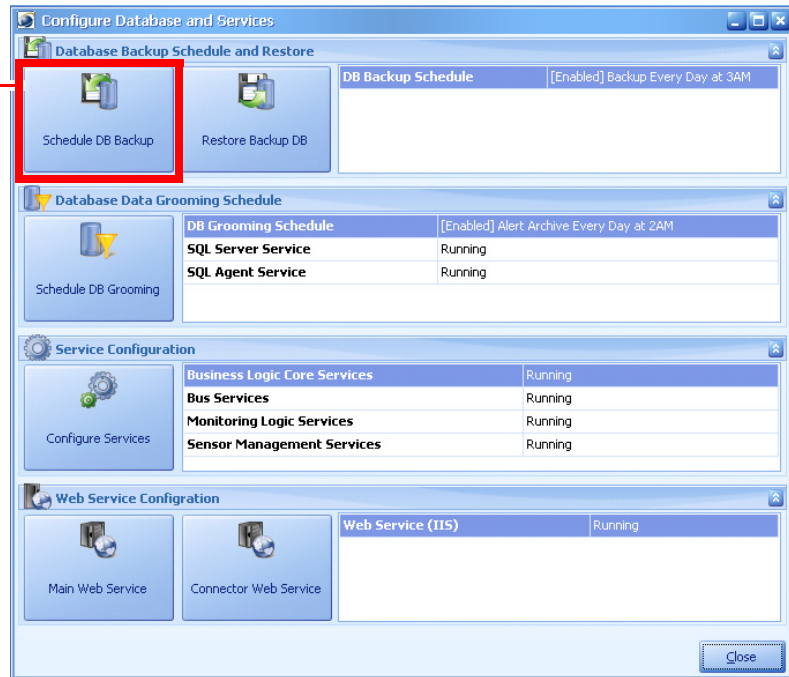 Configure Database and Services
Database Backup Schedule and Restore
Schedule DB Backup
Restore Backup DB
DB Backup Schedule [Enabled] Backup Every Day at 3AM
Database Data Grooming Schedule
Schedule DB Grooming
DB Grooming Schedule [Enabled] Alert Archive Every Day at 2AM
SQL Server Service Running
SQL Agent Service Running
Service Configuration
Configure Services
Business Logic Core Services Running
Bus Services Running
Monitoring Logic Services Running
Sensor Management Services Running
Web Service Configration
Main Web Service
Connector Web Service
Web Service (IIS) Running
Close